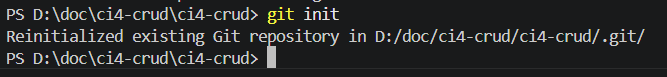 PS D:\doc\ci4-crud\ci4-crud> git init
Reinitialized existing Git repository in D:/doc/ci4-crud/ci4-crud/.git/
PS D:\doc\ci4-crud\ci4-crud>